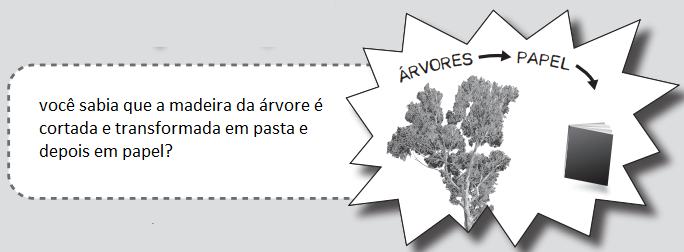 ÁRVORES → PAPEL
você sabia que a madeira da árvore é
cortada e transformada em pasta e
depois em papel?